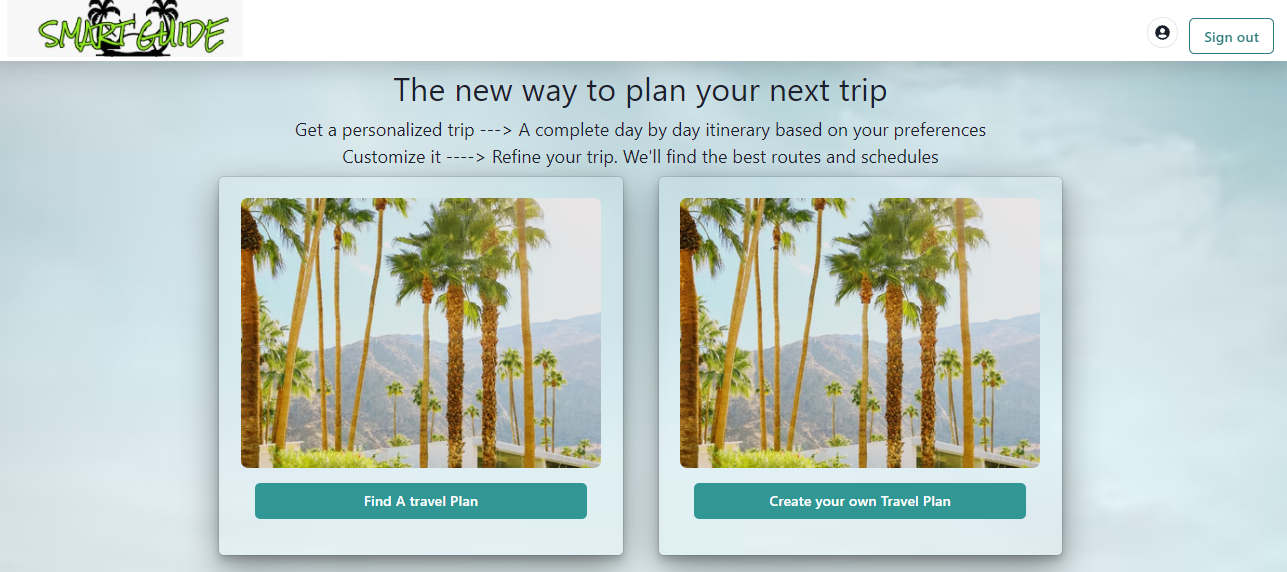 SMART GUIDE
Sign out
The new way to plan your next trip
Get a personalized trip ---> A complete day by day itinerary based on your preferences
Customize it ----> Refine your trip. We'll find the best routes and schedules
Find A travel Plan
Create your own Travel Plan